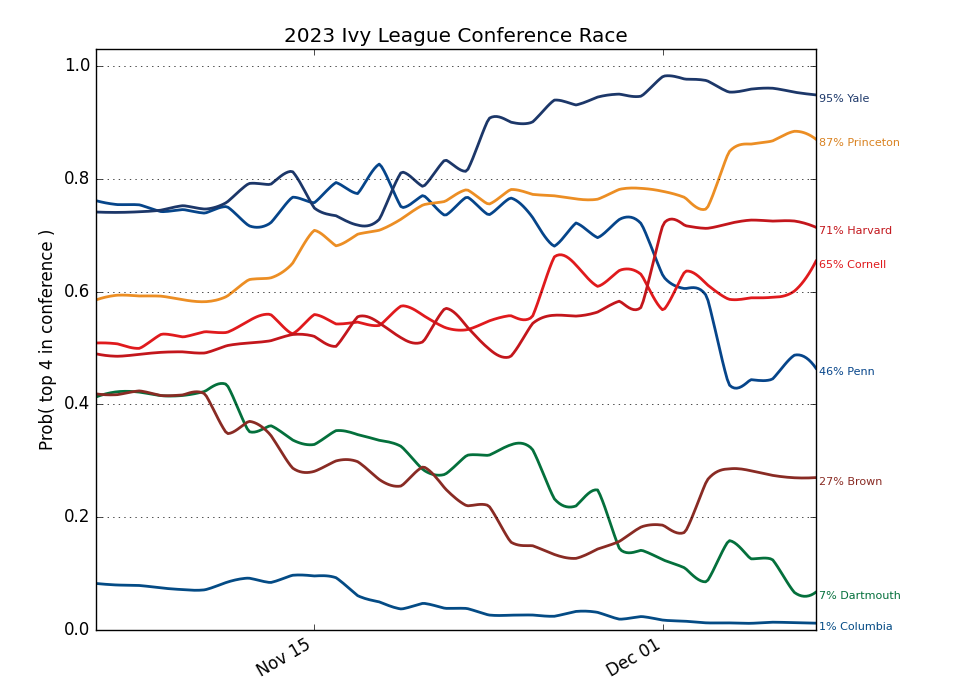 2023 Ivy League Conference Race
Prob( top 4 in conference )
1.0
0.8
0.6
0.4
0.2
0.0
Nov 15
Dec 01
95% Yale
87% Princeton
71% Harvard
65% Cornell
46% Penn
27% Brown
7% Dartmouth
1% Columbia